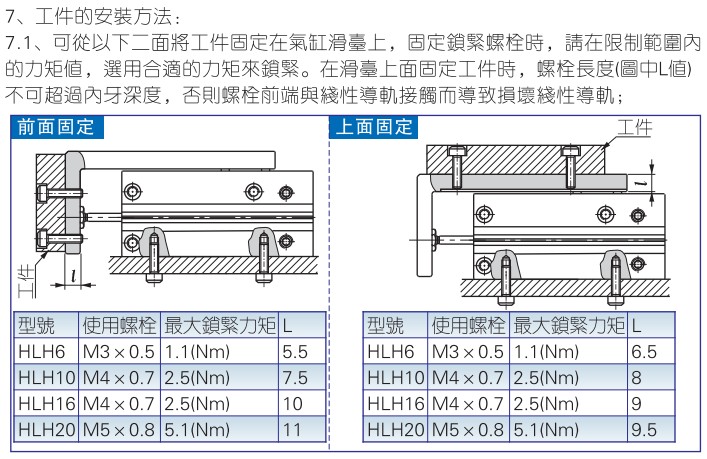 7、工件的安裝方法：
7.1、可從以下二面將工件固定在氣缸滑臺上，固定鎖緊螺栓時，請在限制範圍內
的力矩值，選用合適的力矩來鎖緊。在滑臺上面固定工件時，螺栓長度(圖中L值)
不可超過內牙深度，否則螺栓前端與綫性導軌接觸而導致損壞綫性導軌；
前面固定
工件
l
型號 使用螺栓 最大鎖緊力矩 L
HLH6 M3×0.5 1.1(Nm) 5.5
HLH10 M4×0.7 2.5(Nm) 7.5
HLH16 M4×0.7 2.5(Nm) 10
HLH20 M5×0.8 5.1(Nm) 11
上面固定
工件
l
型號 使用螺栓 最大鎖緊力矩 L
HLH6 M3×0.5 1.1(Nm) 6.5
HLH10 M4×0.7 2.5(Nm) 8
HLH16 M4×0.7 2.5(Nm) 9
HLH20 M5×0.8 5.1(Nm) 9.5